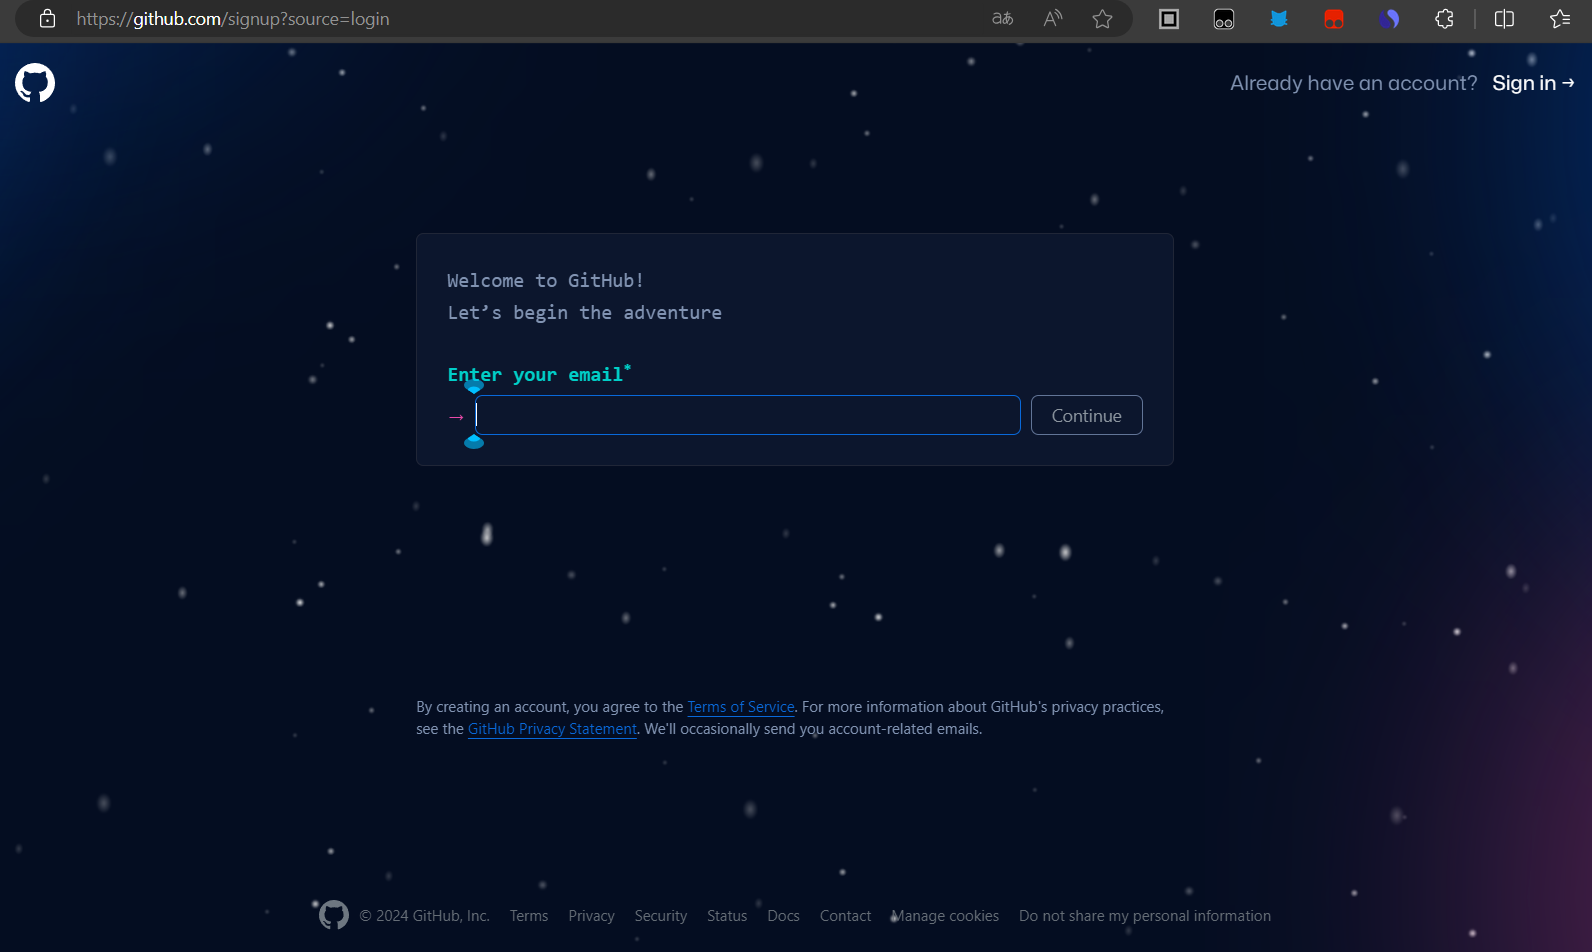 https://github.com/signup?source=login
Already have an account? Sign in →
Welcome to GitHub!
Let’s begin the adventure
Enter your email*
→
Continue
By creating an account, you agree to the Terms of Service. For more information about GitHub's privacy practices,
see the GitHub Privacy Statement. We'll occasionally send you account-related emails.
© 2024 GitHub, Inc. Terms Privacy Security Status Docs Contact Manage cookies Do not share my personal information